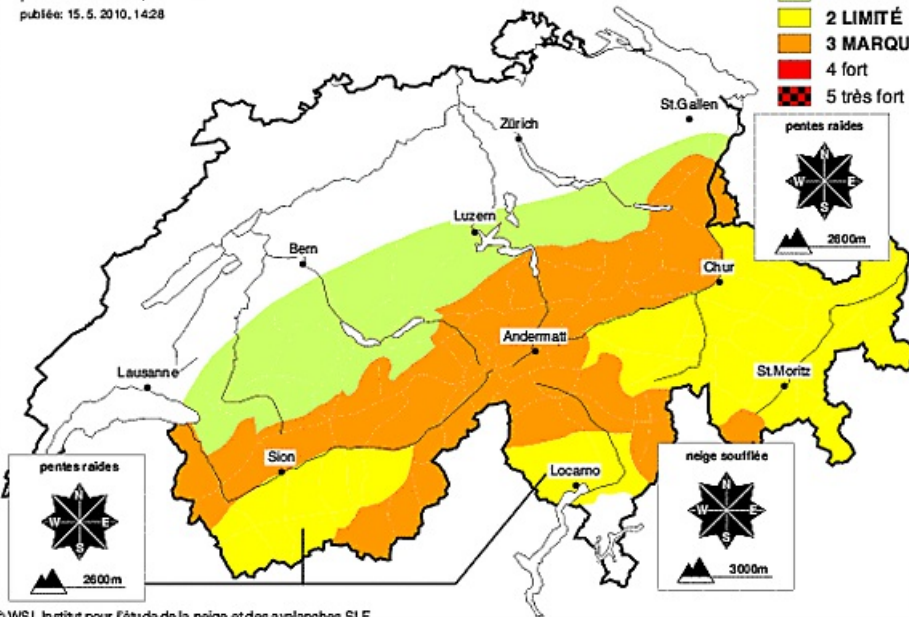 publiée: 15. 5. 2010, 14:28
2 LIMITÉ
3 MARQU
4 fort
5 très fort
St.Gallen
Zürich
pentes raides
N
W E
S
2600m
Luzern
Bern
Chur
Andermatt
Lausanne
St.Moritz
Sion
Locarno
pentes raides
N
W E
S
2600m
neige soufflée
N
W E
S
3000m
© WSL Institut pour l'étude de la neige et des avalanches SLF